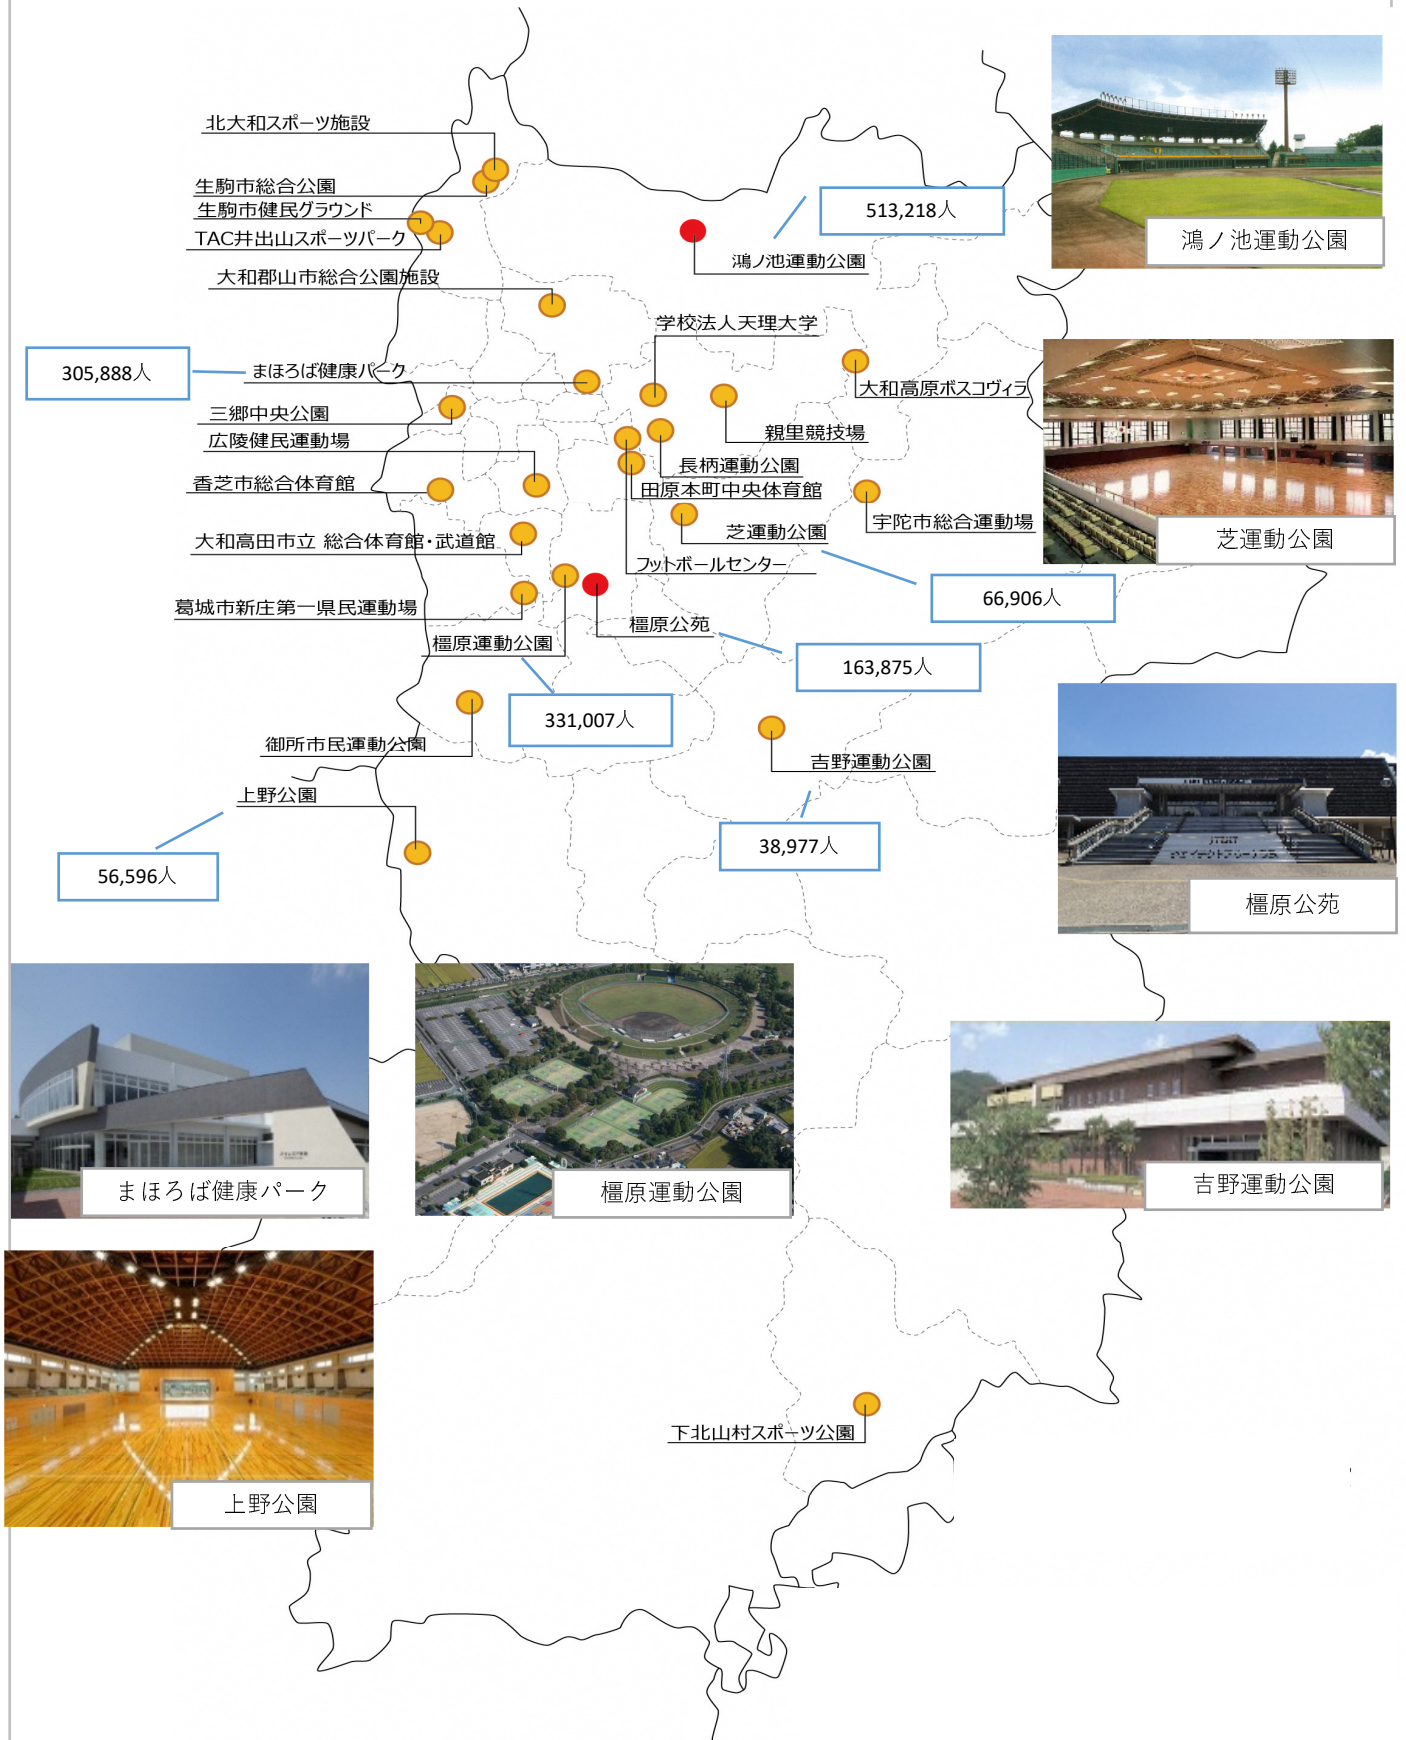 北大和スポーツ施設
生駒市総合公園
生駒市健民グラウンド
TAC井出山スポーツパーク
513,218人
鴻ノ池運動公園
鴻ノ池運動公園
大和郡山市総合公園施設
学校法人天理大学
305,888人
まほろば健康パーク
大和高原ボスコヴィラ
三郷中央公園
親里競技場
広陵健民運動場
長柄運動公園
香芝市総合体育館
田原本町中央体育館
宇陀市総合運動場
芝運動公園
芝運動公園
大和高田市立 総合体育館・武道館
フットボールセンター
66,906人
葛城市新庄第一県民運動場
橿原公苑
橿原運動公園
163,875人
331,007人
御所市民運動公園
吉野運動公園
上野公園
38,977人
56,596人
橿原公苑
まほろば健康パーク
橿原運動公園
吉野運動公園
下北山村スポーツ公園
上野公園